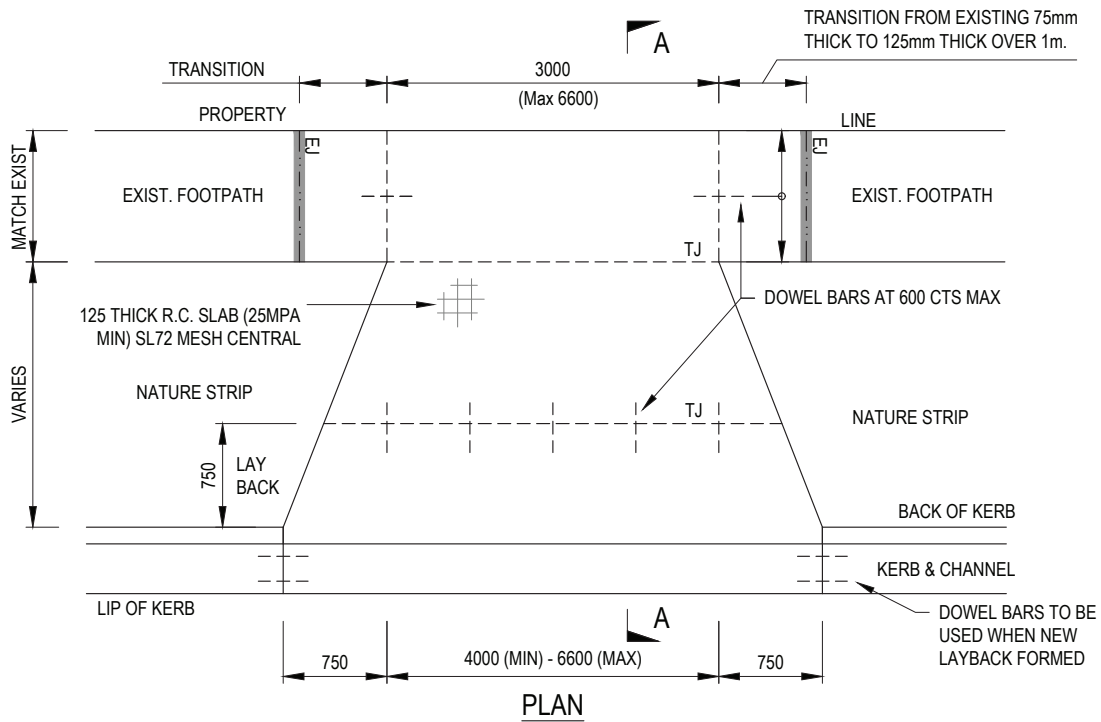 TRANSITION FROM EXISTING 75mm
THICK TO 125mm THICK OVER 1m.
A
TRANSITION
3000
(Max 6600)
PROPERTY
LINE
EJ
EJ
MATCH EXIST
EXIST. FOOTPATH
EXIST. FOOTPATH
TJ
125 THICK R.C. SLAB (25MPA
MIN) SL72 MESH CENTRAL
DOWEL BARS AT 600 CTS MAX
VARIES
NATURE STRIP
TJ
NATURE STRIP
750
LAY
BACK
BACK OF KERB
KERB & CHANNEL
LIP OF KERB
DOWEL BARS TO BE
USED WHEN NEW
LAYBACK FORMED
A
750
4000 (MIN) - 6600 (MAX)
750
PLAN